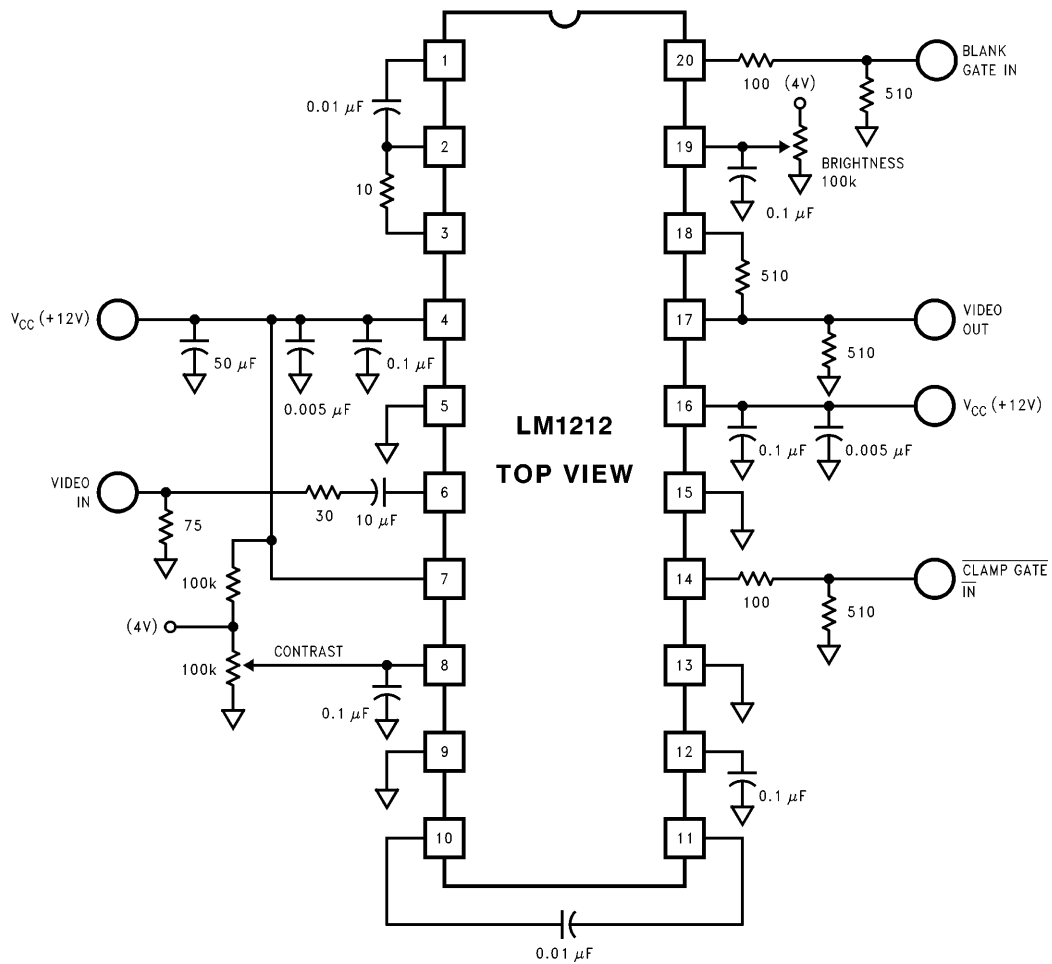 1
20
BLANK
GATE IN
100
(4V)
510
0.01 µF
2
19
BRIGHTNESS
100k
10
0.1 µF
3
18
510
V_CC (+12V)
4
17
VIDEO
OUT
50 µF
0.1 µF
510
0.005 µF
5
LM1212
16
V_CC (+12V)
0.1 µF
0.005 µF
TOP VIEW
VIDEO
IN
6
15
75
30
10 µF
100k
7
14
CLAMP GATE
IN
100
510
(4V)
CONTRAST
100k
8
13
0.1 µF
9
12
0.1 µF
10
11
0.01 µF